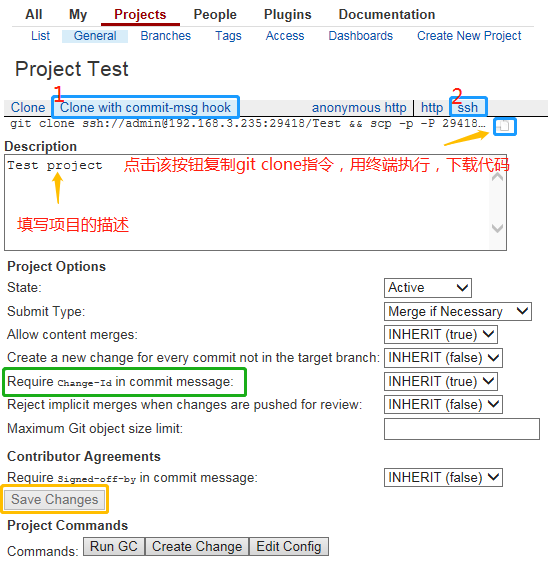 All My Projects People Plugins Documentation
List General Branches Tags Access Dashboards Create New Project
Project Test
1 2
Clone Clone with commit-msg hook anonymous http http ssh
git clone ssh://admin@192.168.3.235:29418/Test && scp -p -P 29418…
Description
Test project 点击该按钮复制git clone指令，用终端执行，下载代码
填写项目的描述
Project Options
State: Active
Submit Type: Merge if Necessary
Allow content merges: INHERIT (true)
Create a new change for every commit not in the target branch: INHERIT (false)
Require Change-Id in commit message: INHERIT (true)
Reject implicit merges when changes are pushed for review: INHERIT (false)
Maximum Git object size limit:
Contributor Agreements
Require Signed-off-by in commit message: INHERIT (false)
Save Changes
Project Commands
Commands: Run GC Create Change Edit Config